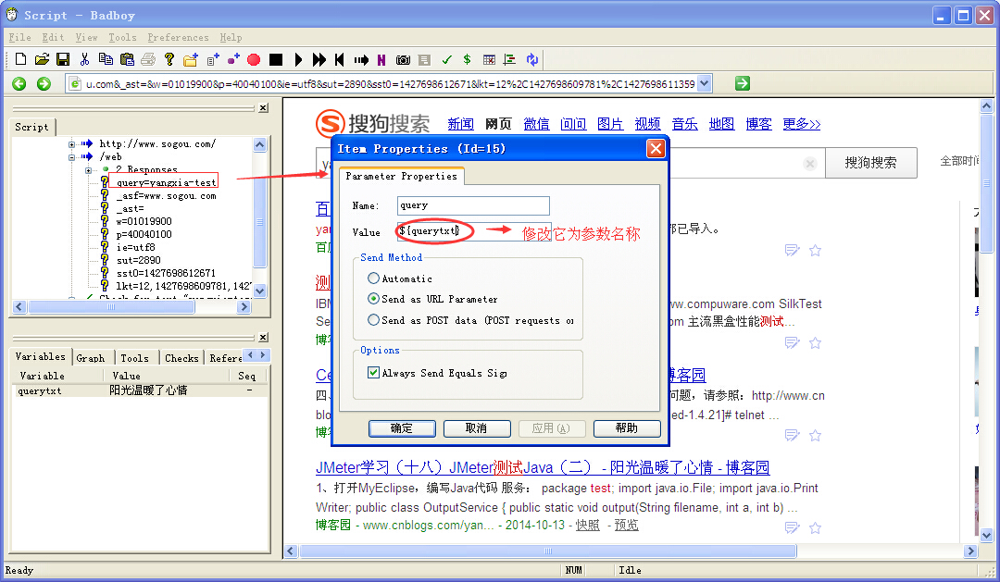 Script - Badboy
File Edit View Tools Preferences Help
u.com&_ast=&w=01019900&p=40040100&ie=utf8&sut=2890&sst0=1427698612671&lkt=12%2C1427698609781%2C1427698611359
Script
http://www.sogou.com/
/web
2 Responses
query=yangxia-test
_asf=www.sogou.com
_ast=
w=01019900
p=40040100
ie=utf8
sut=2890
sst0=1427698612671
lkt=12,1427698609781,1427
Variables Graph Tools Checks Refere
Variable Value Seq
querytxt 阳光温暖了心情 -
搜狗搜索 新闻 网页 微信 问问 图片 视频 音乐 地图 博客 更多>>
搜狗搜索 全部时间
Item Properties (Id=15)
Parameter Properties
Name: query
Value ${querytxt}
修改它为参数名称
Send Method
Automatic
Send as URL Parameter
Send as POST data (POST requests or
Options
Always Send Equals Sign
确定 取消 应用(A) 帮助
百
yar
都已导入。
百度
测
IBM
ww.compuware.com SilkTest
Se
om 主流黑盒性能测试...
博客
Ce
博客园
四、
问题，请参照：http://www.cn
bloc
ed-1.4.21]# telnet ...
博客
JMeter学习（十八）JMeter测试Java（二） - 阳光温暖了心情 - 博客园
1、打开MyEclipse，编写Java代码 服务： package test; import java.io.File; import java.io.Print
Writer; public class OutputService { public static void output(String filename, int a, int b) ...
博客园 - www.cnblogs.com/yan... - 2014-10-13 - 快照 - 预览
Ready NUM Idle